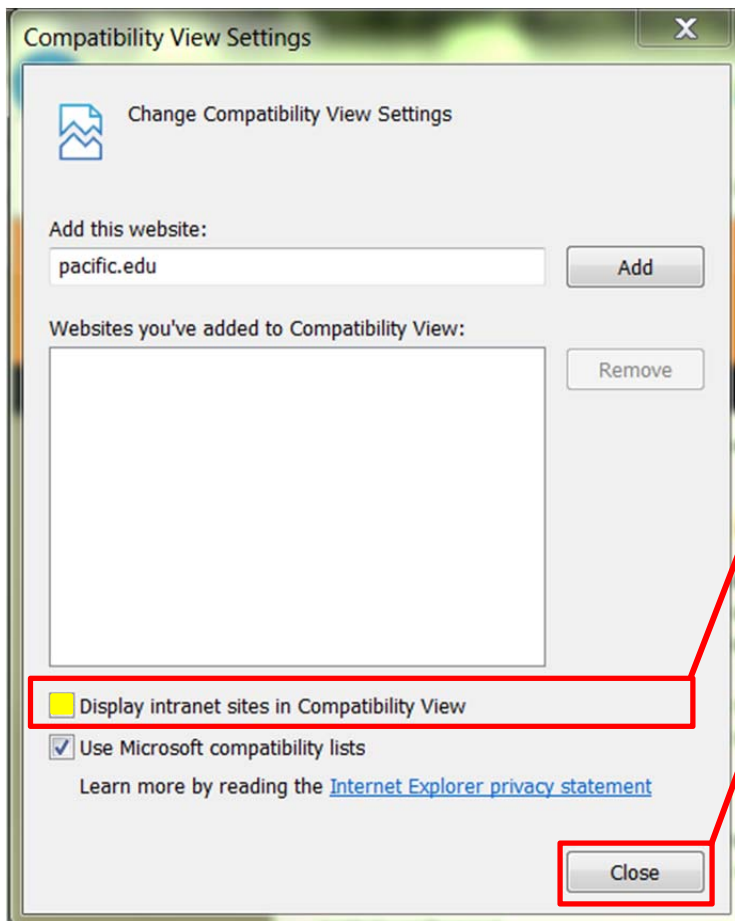 Compatibility View Settings
X
Change Compatibility View Settings
Add this website:
pacific.edu
Add
Websites you've added to Compatibility View:
Remove
Display intranet sites in Compatibility View
Use Microsoft compatibility lists
Learn more by reading the Internet Explorer privacy statement
Close